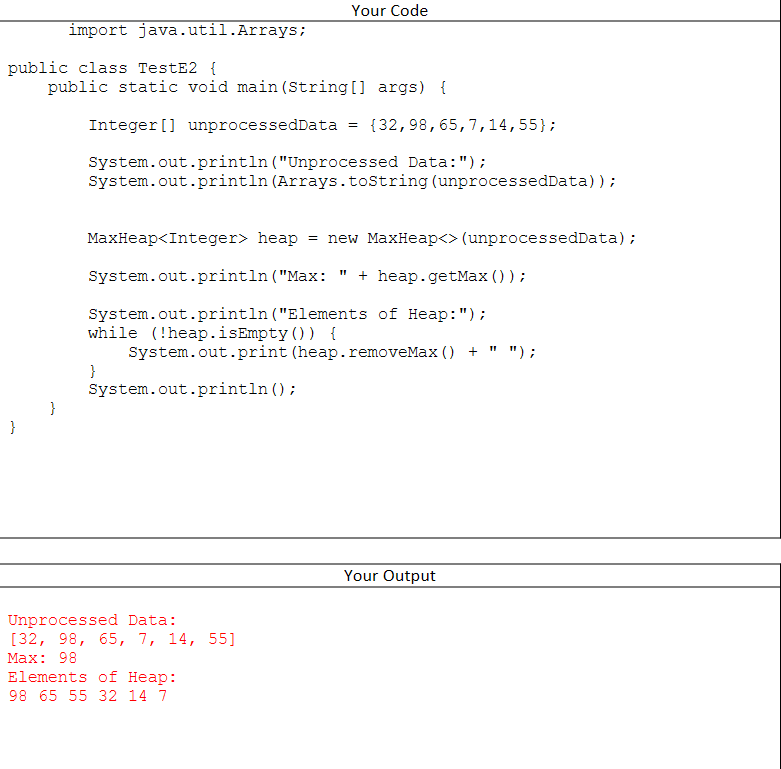 Your Code
import java.util.Arrays;
public class TestE2 {
public static void main(String[] args) {
Integer[] unprocessedData = {32,98,65,7,14,55};
System.out.println("Unprocessed Data:");
System.out.println(Arrays.toString(unprocessedData));
MaxHeap<Integer> heap = new MaxHeap<>(unprocessedData);
System.out.println("Max: " + heap.getMax());
System.out.println("Elements of Heap:");
while (!heap.isEmpty()) {
System.out.print(heap.removeMax() + " ");
}
System.out.println();
}
}
Your Output
Unprocessed Data:
[32, 98, 65, 7, 14, 55]
Max: 98
Elements of Heap:
98 65 55 32 14 7